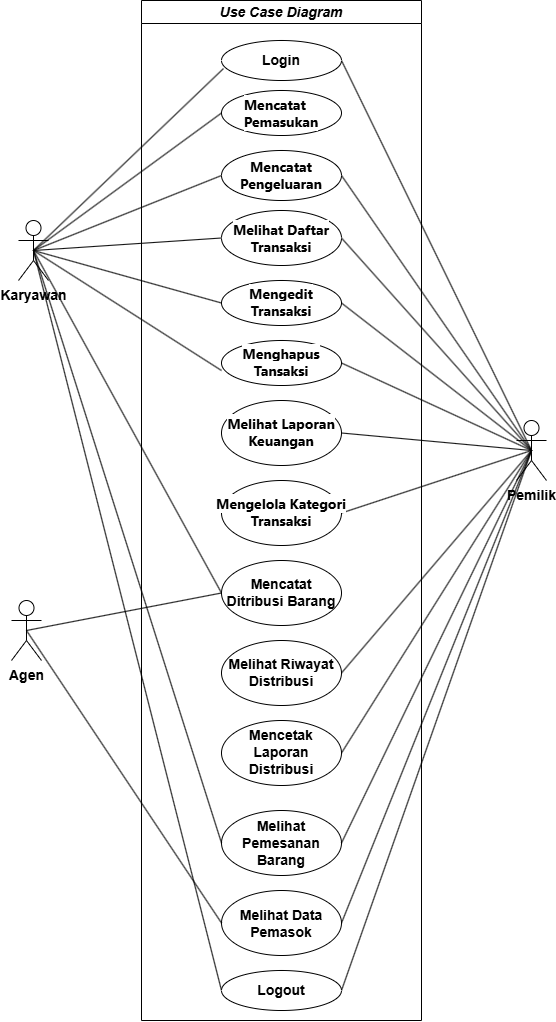 Use Case Diagram
Login
Mencatat
Pemasukan
Mencatat
Pengeluaran
Melihat Daftar
Transaksi
Karyawan
Mengedit
Transaksi
Menghapus
Tansaksi
Melihat Laporan
Keuangan
Pemilik
Mengelola Kategori
Transaksi
Mencatat
Ditribusi Barang
Agen
Melihat Riwayat
Distribusi
Mencetak
Laporan
Distribusi
Melihat
Pemesanan
Barang
Melihat Data
Pemasok
Logout